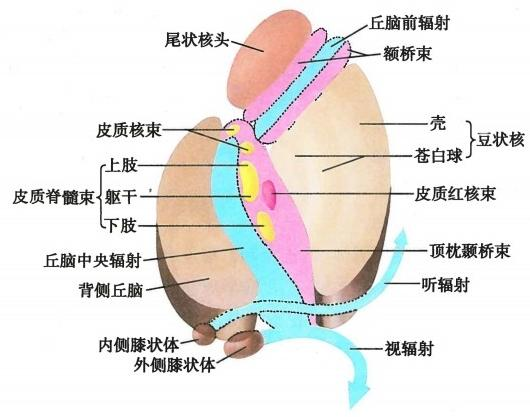 丘脑前辐射
尾状核头
额桥束
皮质核束
壳
豆状核
苍白球
上肢
皮质脊髓束
躯干
皮质红核束
下肢
丘脑中央辐射
顶枕颞桥束
背侧丘脑
听辐射
内侧膝状体
视辐射
外侧膝状体